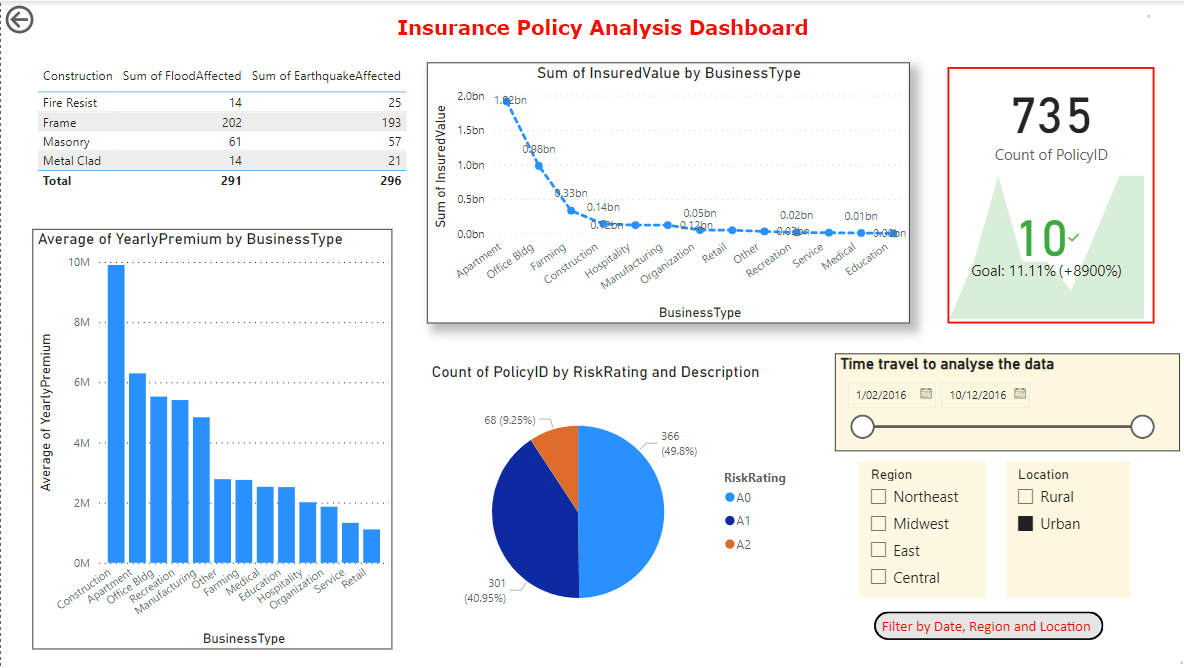 Insurance Policy Analysis Dashboard
Construction Sum of FloodAffected Sum of EarthquakeAffected
Fire Resist 14 25
Frame 202 193
Masonry 61 57
Metal Clad 14 21
Total 291 296
Sum of InsuredValue by BusinessType
Sum of InsuredValue
2.0bn
1.5bn
1.0bn
0.5bn
0.0bn
1.92bn
0.98bn
0.33bn
0.14bn
0.12bn
0.12bn
0.05bn
0.03bn
0.02bn
0.01bn
0.00bn
Apartment
Office Bldg
Farming
Construction
Hospitality
Manufacturing
Organization
Retail
Other
Recreation
Service
Medical
Education
BusinessType
735
Count of PolicyID
10
Goal: 11.11% (+8900%)
Average of YearlyPremium by BusinessType
Average of YearlyPremium
10M
8M
6M
4M
2M
0M
Construction
Apartment
Office Bldg
Recreation
Manufacturing
Other
Farming
Medical
Education
Hospitality
Organization
Service
Retail
BusinessType
Count of PolicyID by RiskRating and Description
68 (9.25%)
366
(49.8%)
301
(40.95%)
RiskRating
A0
A1
A2
Time travel to analyse the data
1/02/2016 10/12/2016
Region
Northeast
Midwest
East
Central
Location
Rural
Urban
Filter by Date, Region and Location